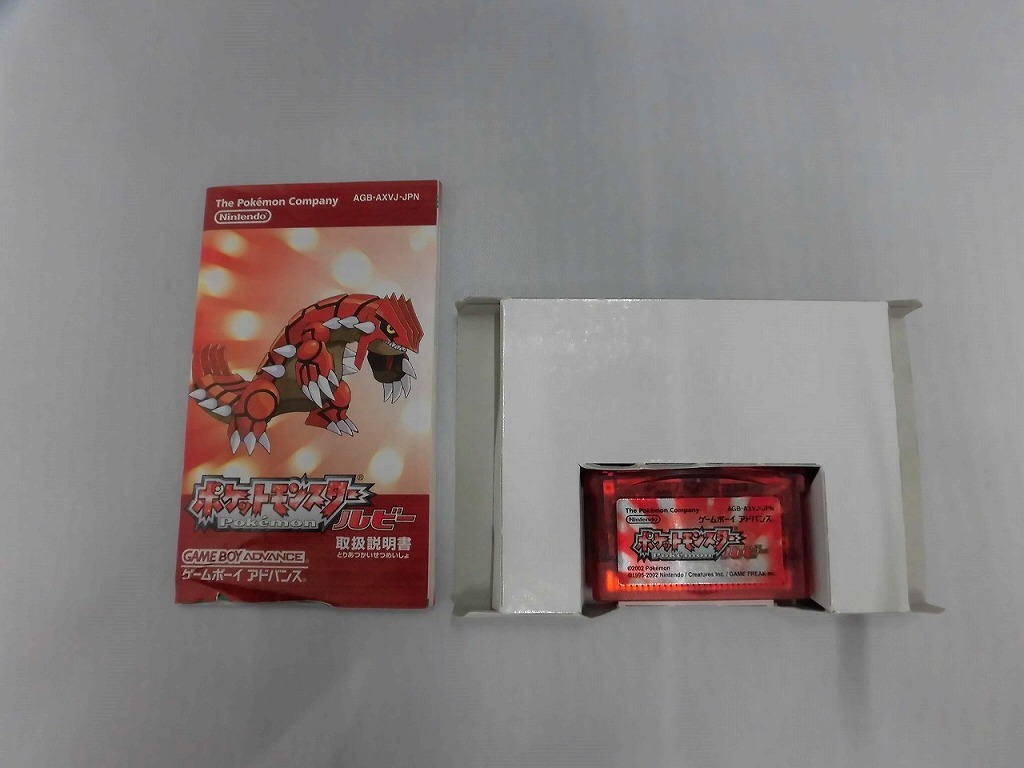 The Pokémon Company AGB-AXVJ-JPN
Nintendo
ポケットモンスター®
Pokémon ルビー
取扱説明書
とりあつかいせつめいしょ
GAME BOY ADVANCE
ゲームボーイ アドバンス®
The Pokémon Company AGB-AXVJ-JPN
Nintendo ゲームボーイ アドバンス
ポケットモンスター
Pokémon ルビー
©2002 Pokémon
©1995-2002 Nintendo / Creatures Inc. / GAME FREAK inc.